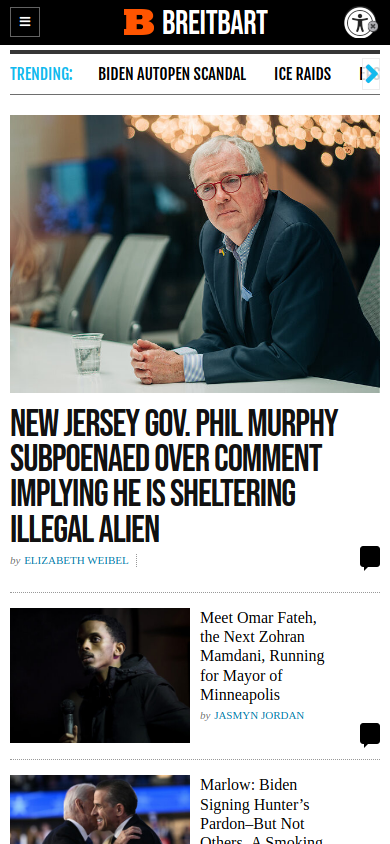 BREITBART
TRENDING: BIDEN AUTOPEN SCANDAL ICE RAIDS
NEW JERSEY GOV. PHIL MURPHY
SUBPOENAED OVER COMMENT
IMPLYING HE IS SHELTERING
ILLEGAL ALIEN
by ELIZABETH WEIBEL
Meet Omar Fateh,
the Next Zohran
Mamdani, Running
for Mayor of
Minneapolis
by JASMYN JORDAN
Marlow: Biden
Signing Hunter’s
Pardon–But Not
Others, A Smoking